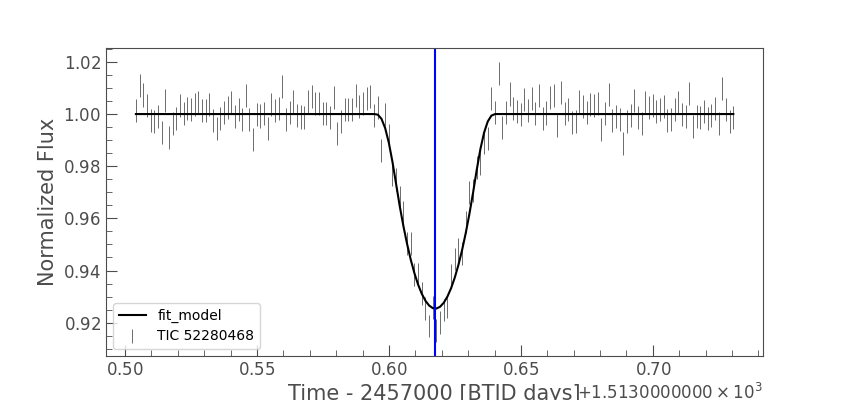 1.02
1.00
0.98
0.96
0.94
0.92
Normalized Flux
fit_model
TIC 52280468
0.50 0.55 0.60 0.65 0.70
Time - 2457000 [BTJD days]
+1.5130000000 × 10³